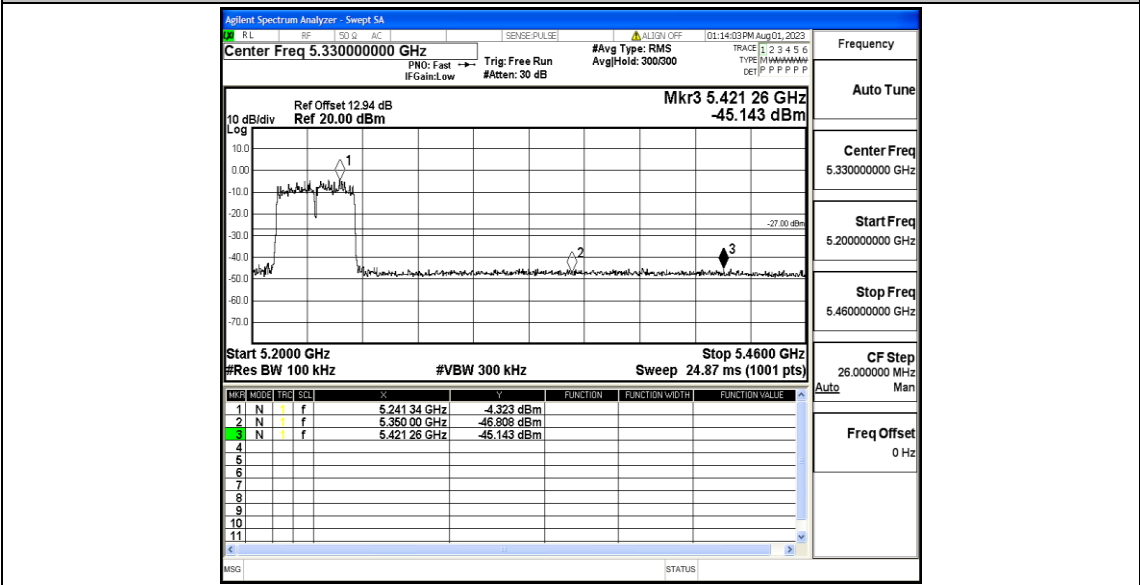 Agilent Spectrum Analyzer - Swept SA
RL RF 50 Ω AC SENSE:PULSE ALIGN OFF 01:14:03PM Aug 01, 2023
Center Freq 5.330000000 GHz
PNO: Fast
IFGain:Low
Trig: Free Run
#Atten: 30 dB
#Avg Type: RMS
Avg|Hold: 300/300
TRACE 1 2 3 4 5 6
TYPE M
DET P P P P P P
Frequency
Auto Tune
Center Freq
5.330000000 GHz
Start Freq
5.200000000 GHz
Stop Freq
5.460000000 GHz
CF Step
26.000000 MHz
Auto Man
Freq Offset
0 Hz
Mkr3 5.421 26 GHz
-45.143 dBm
Ref Offset 12.94 dB
10 dB/div Ref 20.00 dBm
Log
10.0
0.00
-10.0
-20.0
-30.0
-40.0
-50.0
-60.0
-70.0
1
2
3
-27.00 dBm
Start 5.2000 GHz Stop 5.4600 GHz
#Res BW 100 kHz #VBW 300 kHz Sweep 24.87 ms (1001 pts)
MKR MODE TRC SCL X Y FUNCTION FUNCTION WIDTH FUNCTION VALUE
1 N 1 f 5.241 34 GHz -4.323 dBm
2 N 1 f 5.350 00 GHz -46.808 dBm
3 N 1 f 5.421 26 GHz -45.143 dBm
4
5
6
7
8
9
10
11
MSG STATUS